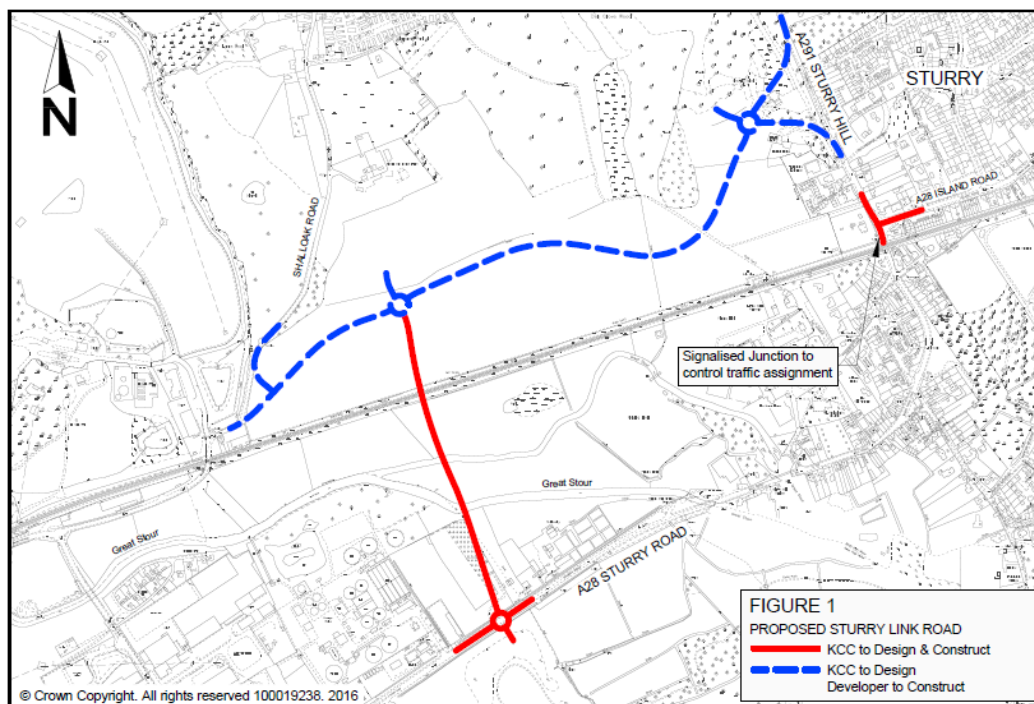 N
A291 STURRY HILL
STURRY
A28 ISLAND ROAD
SHALLOAK ROAD
Signalised Junction to
control traffic assignment
Great Stour
Great Stour
A28 STURRY ROAD
FIGURE 1
PROPOSED STURRY LINK ROAD
KCC to Design & Construct
KCC to Design
Developer to Construct
© Crown Copyright. All rights reserved 100019238. 2016